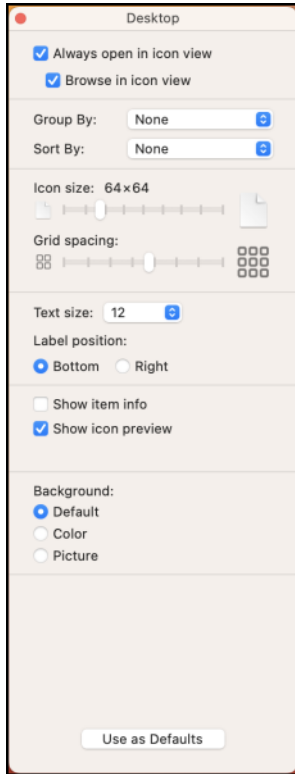 Desktop
Always open in icon view
Browse in icon view
Group By: None
Sort By: None
Icon size: 64×64
Grid spacing:
Text size: 12
Label position:
Bottom Right
Show item info
Show icon preview
Background:
Default
Color
Picture
Use as Defaults